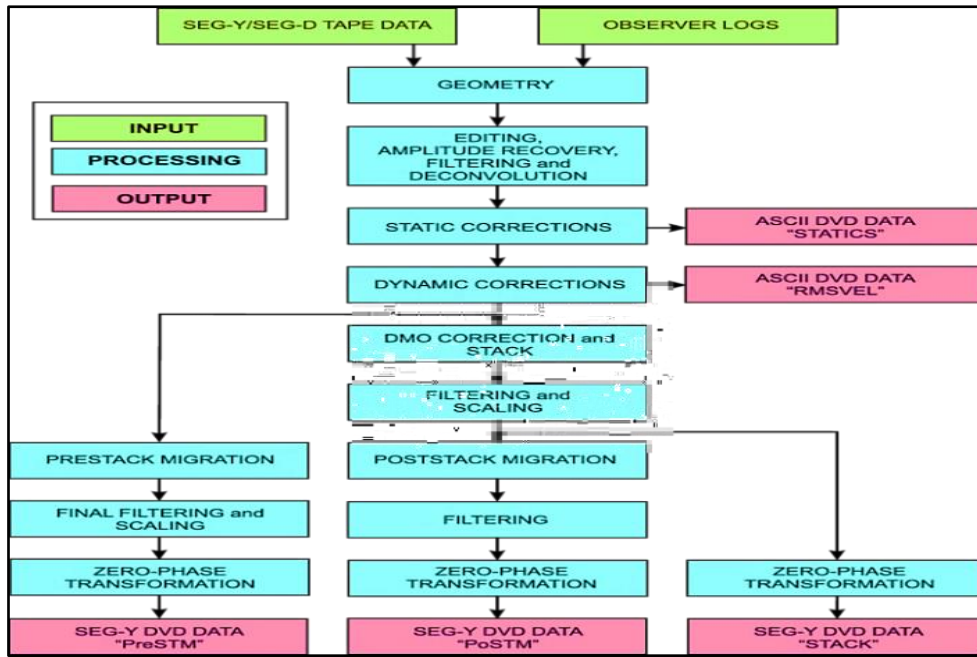 SEG-Y/SEG-D TAPE DATA
OBSERVER LOGS
GEOMETRY
INPUT
PROCESSING
OUTPUT
EDITING,
AMPLITUDE RECOVERY,
FILTERING and
DECONVOLUTION
STATIC CORRECTIONS
ASCII DVD DATA
"STATICS"
DYNAMIC CORRECTIONS
ASCII DVD DATA
"RMSVEL"
DMO CORRECTION and
STACK
FILTERING and
SCALING
PRESTACK MIGRATION
POSTSTACK MIGRATION
FINAL FILTERING and
SCALING
FILTERING
ZERO-PHASE
TRANSFORMATION
ZERO-PHASE
TRANSFORMATION
ZERO-PHASE
TRANSFORMATION
SEG-Y DVD DATA
"PreSTM"
SEG-Y DVD DATA
"PoSTM"
SEG-Y DVD DATA
"STACK"